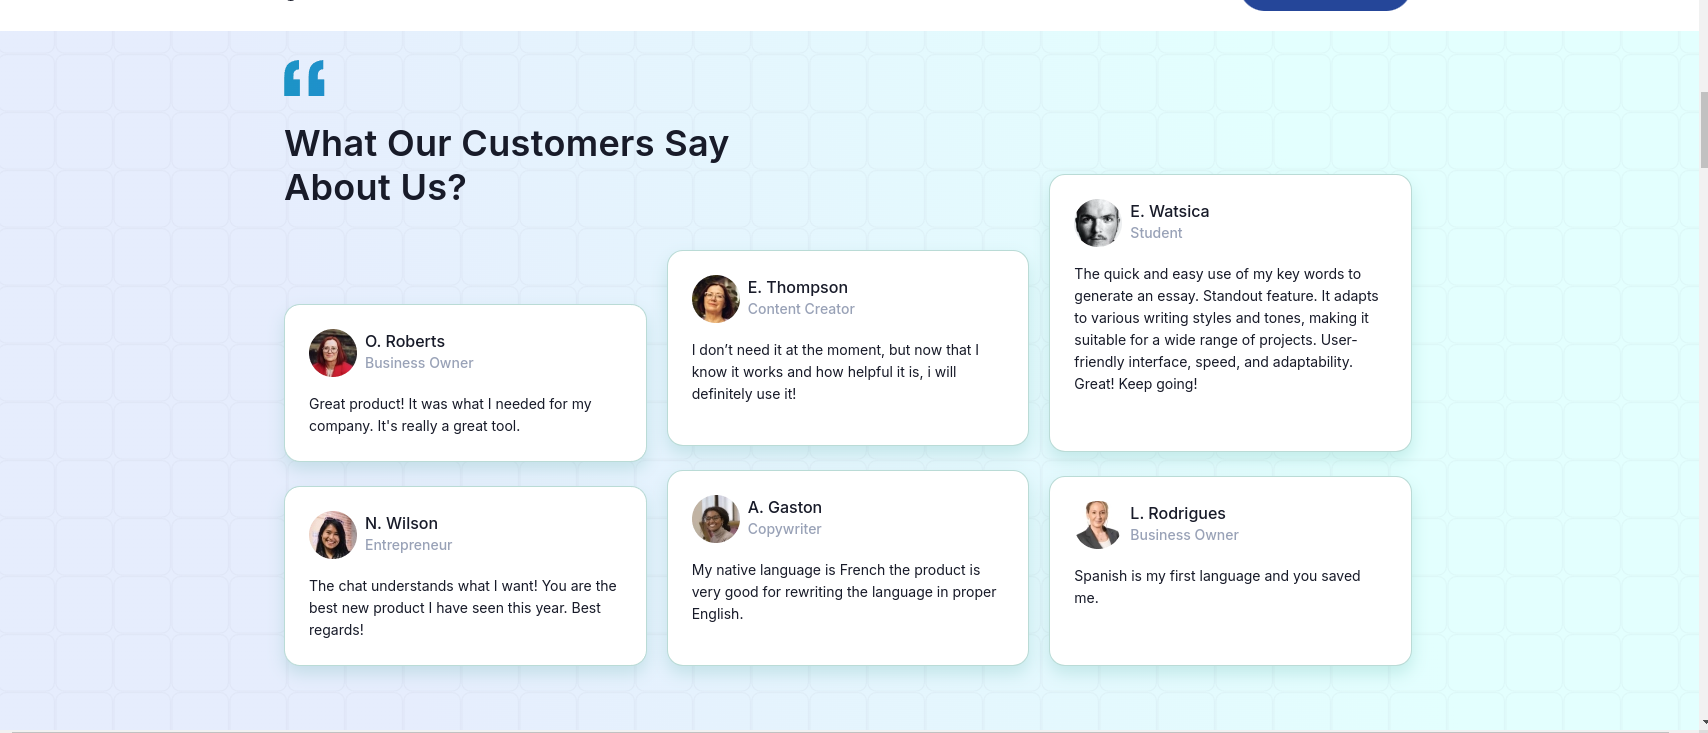 What Our Customers Say
About Us?
O. Roberts
Business Owner
Great product! It was what I needed for my
company. It's really a great tool.
N. Wilson
Entrepreneur
The chat understands what I want! You are the
best new product I have seen this year. Best
regards!
E. Thompson
Content Creator
I don’t need it at the moment, but now that I
know it works and how helpful it is, i will
definitely use it!
A. Gaston
Copywriter
My native language is French the product is
very good for rewriting the language in proper
English.
E. Watsica
Student
The quick and easy use of my key words to
generate an essay. Standout feature. It adapts
to various writing styles and tones, making it
suitable for a wide range of projects. User-
friendly interface, speed, and adaptability.
Great! Keep going!
L. Rodrigues
Business Owner
Spanish is my first language and you saved
me.